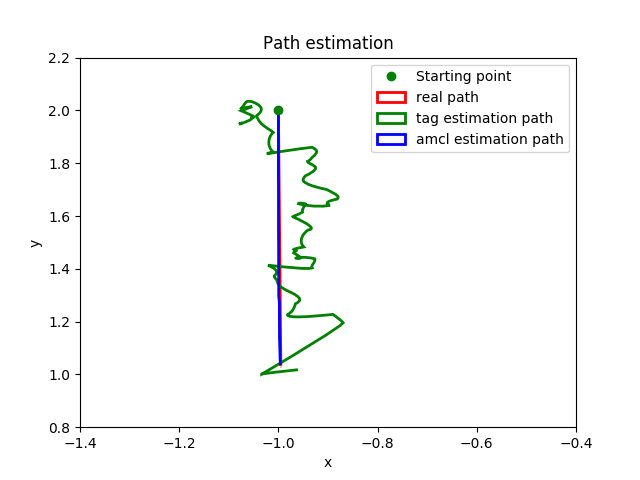 Path estimation
Starting point
real path
tag estimation path
amcl estimation path
2.2
2.0
1.8
1.6
1.4
1.2
1.0
0.8
y
−1.4 −1.2 −1.0 −0.8 −0.6 −0.4
x